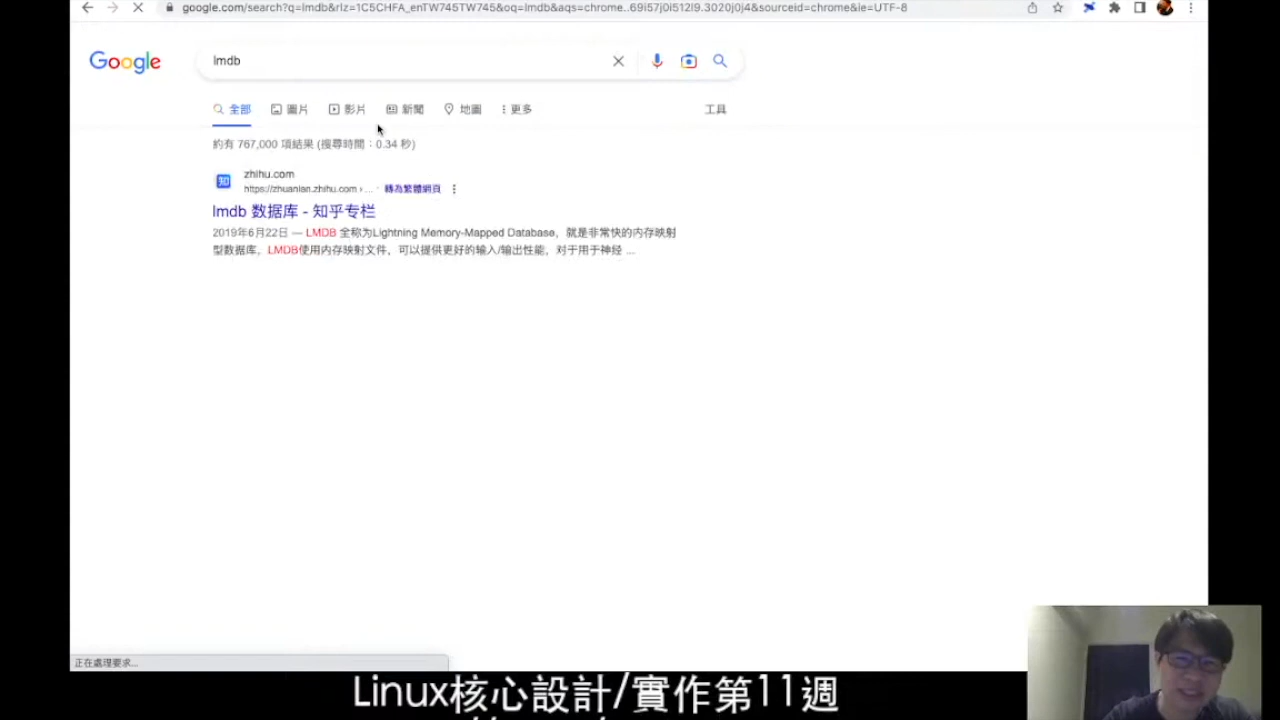 google.com/search?q=lmdb&rlz=1C5CHFA_enTW745TW745&oq=lmdb&aqs=chrome..69i57j0i512l9.3020j0j4&sourceid=chrome&ie=UTF-8
Google
lmdb
全部
圖片
影片
新聞
地圖
更多
工具
約有 767,000 項結果 (搜尋時間：0.34 秒)
知
zhihu.com
https://zhuanlan.zhihu.com › ... · 轉為繁體網頁
lmdb 数据库 - 知乎专栏
2019年6月22日 — LMDB 全称为Lightning Memory-Mapped Database，就是非常快的内存映射
型数据库，LMDB使用内存映射文件，可以提供更好的输入/输出性能，对于用于神经 ...
正在處理要求...
Linux核心設計/實作第11週